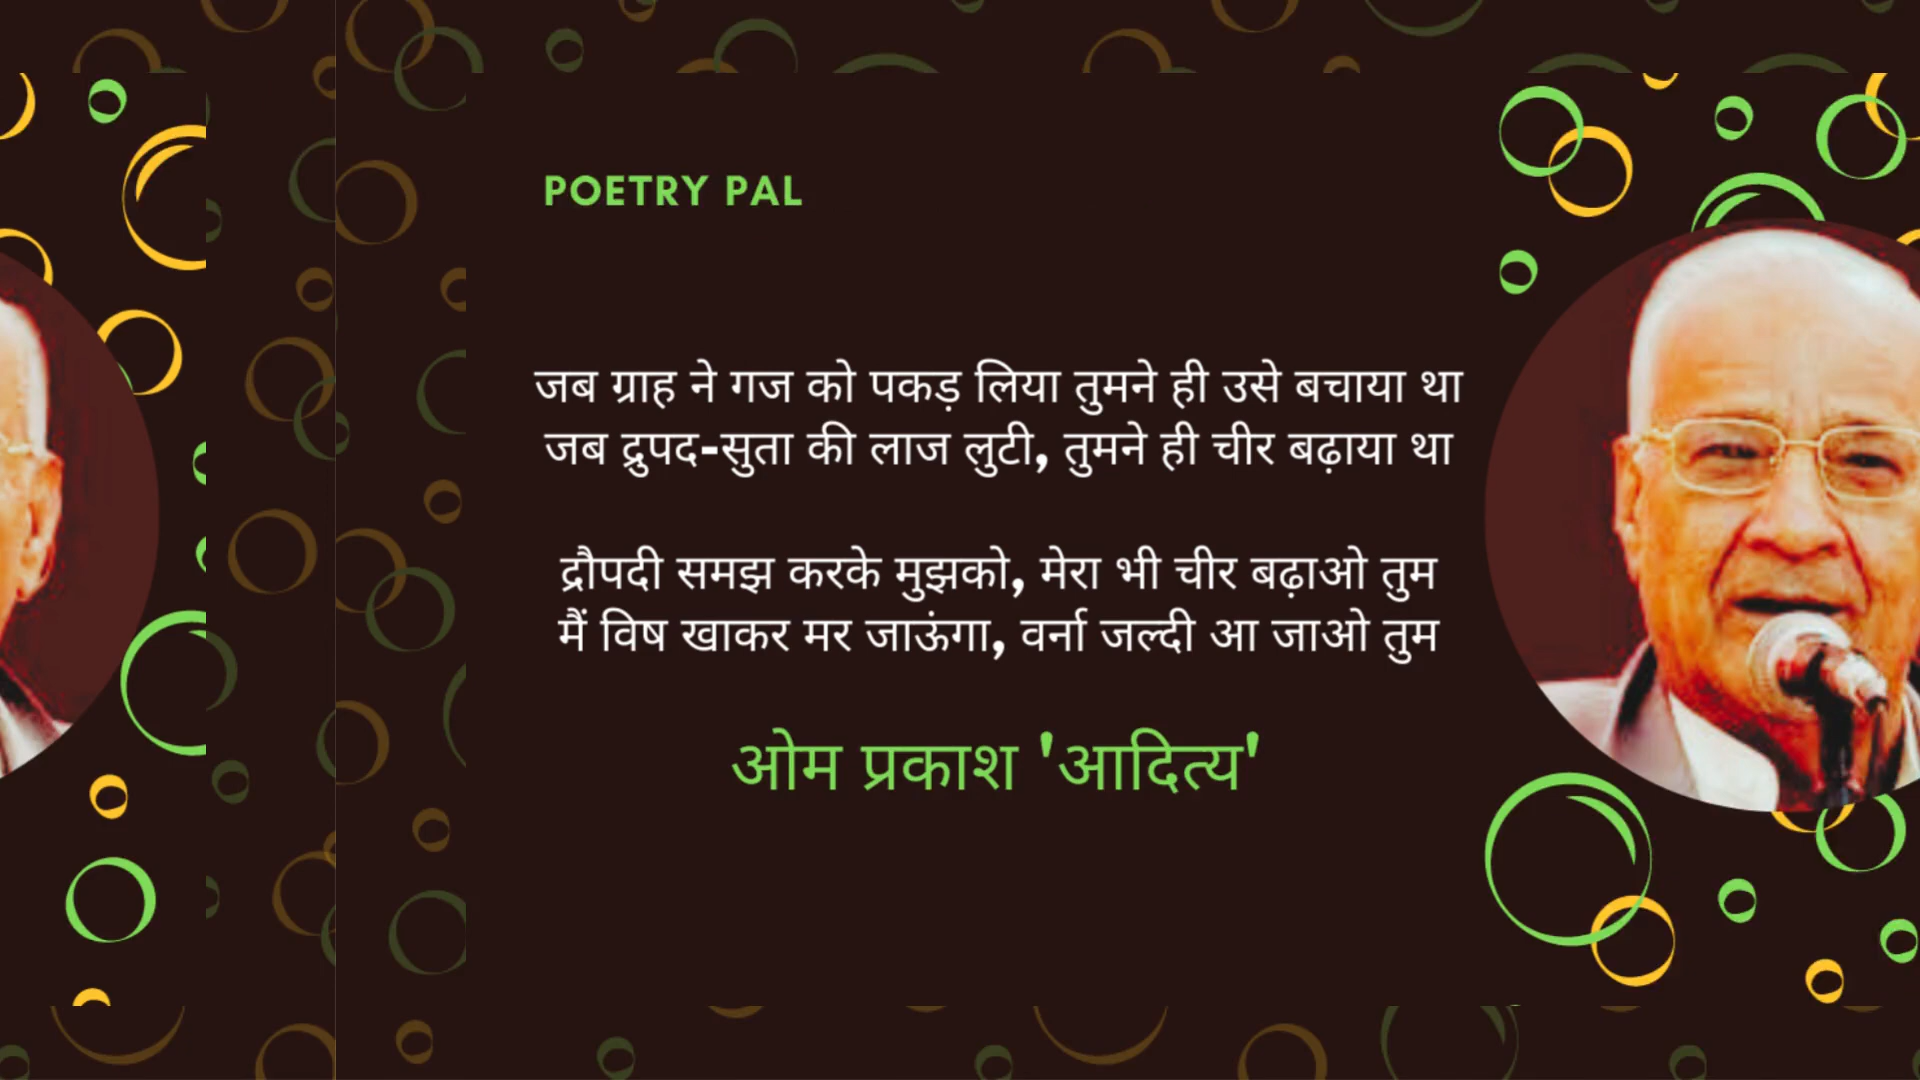 POETRY PAL
जब ग्राह ने गज को पकड़ लिया तुमने ही उसे बचाया था
जब द्रुपद-सुता की लाज लुटी, तुमने ही चीर बढ़ाया था
द्रौपदी समझ करके मुझको, मेरा भी चीर बढ़ाओ तुम
मैं विष खाकर मर जाऊंगा, वर्ना जल्दी आ जाओ तुम
ओम प्रकाश 'आदित्य'